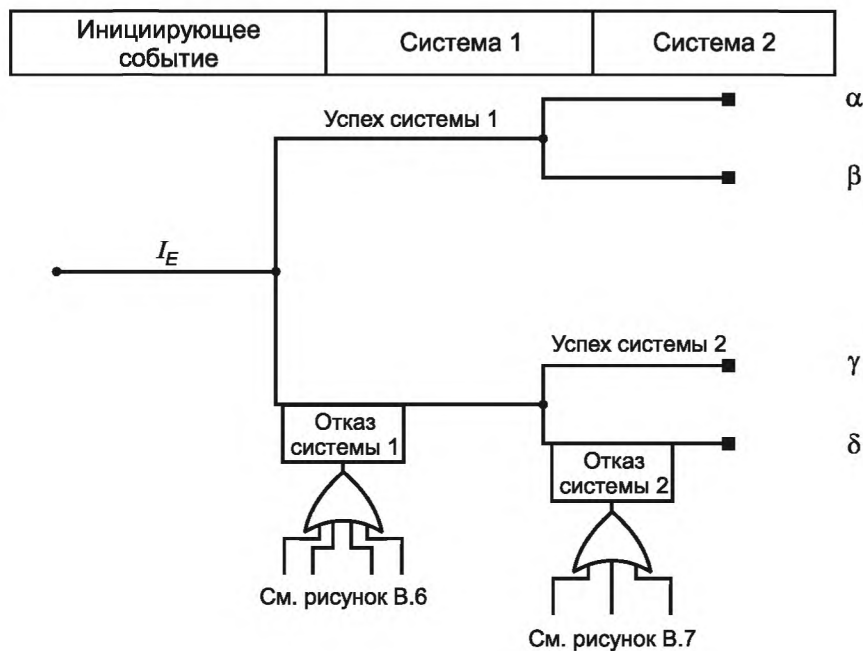 Инициирующее
событие
Система 1
Система 2
Успех системы 1
α
β
I_E
Успех системы 2
γ
Отказ
системы 1
δ
Отказ
системы 2
См. рисунок В.6
См. рисунок В.7